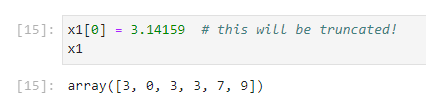 [15]: x1[0] = 3.14159  # this will be truncated!
x1
[15]: array([3, 0, 3, 3, 7, 9])